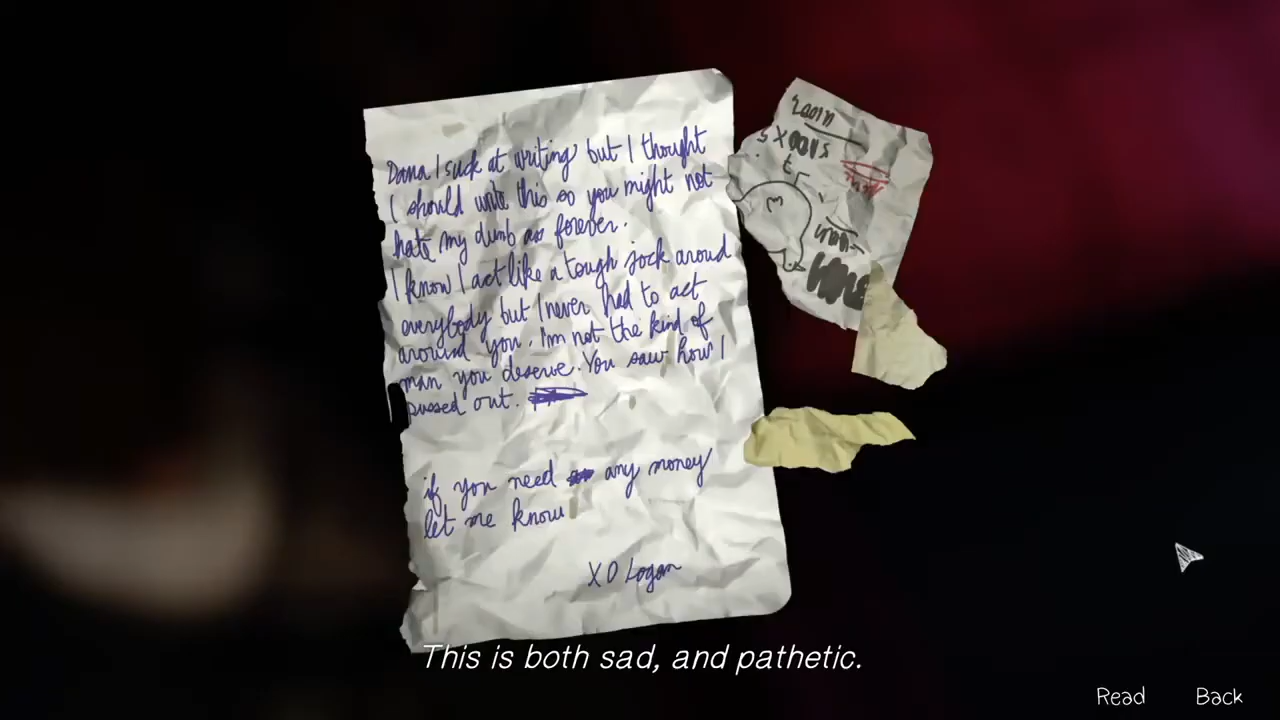 Dana I suck at writing but I thought
I should write this so you might not
hate my dumb ass forever.
I know I act like a tough jock aroud
everybody but I never had to act
around you. I'm not the kind of
man you deserve. You saw how I
pussed out.
if you need any money
let me know
XO Logan
This is both sad, and pathetic.
Read
Back